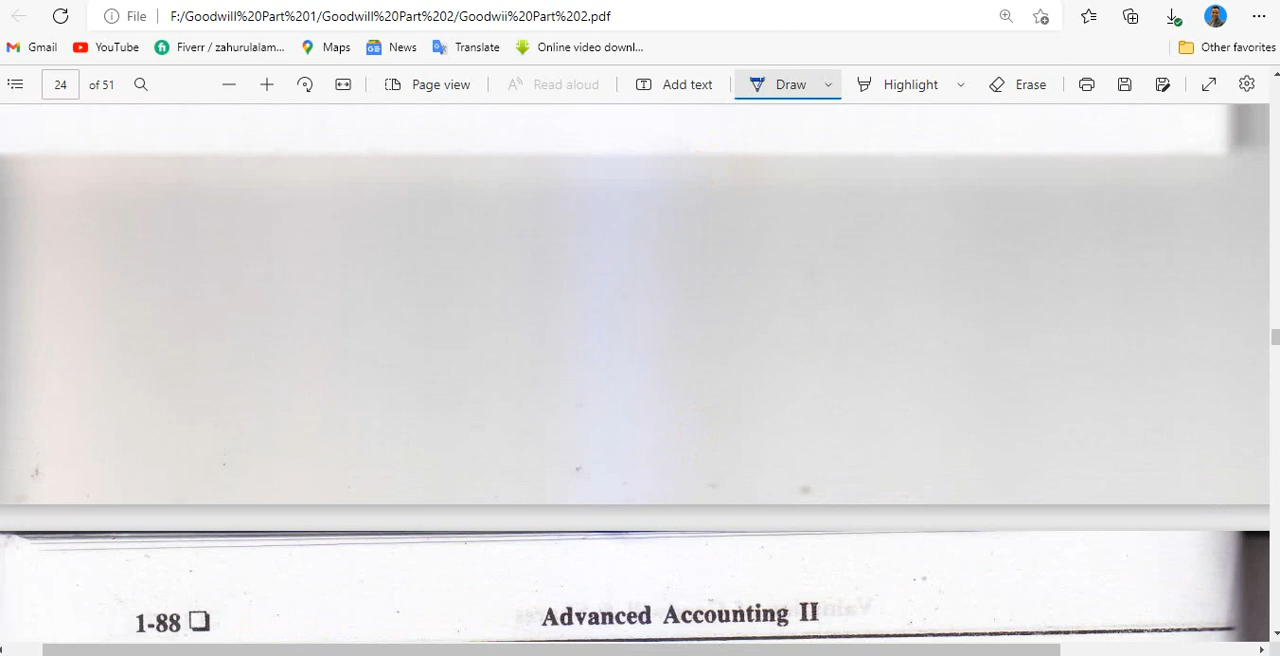 File F:/Goodwill%20Part%201/Goodwill%20Part%202/Goodwii%20Part%202.pdf
Gmail YouTube Fiverr / zahurulalam... Maps News Translate Online video downl... Other favorites
24 of 51 Page view Read aloud Add text Draw Highlight Erase
1-88 Advanced Accounting II